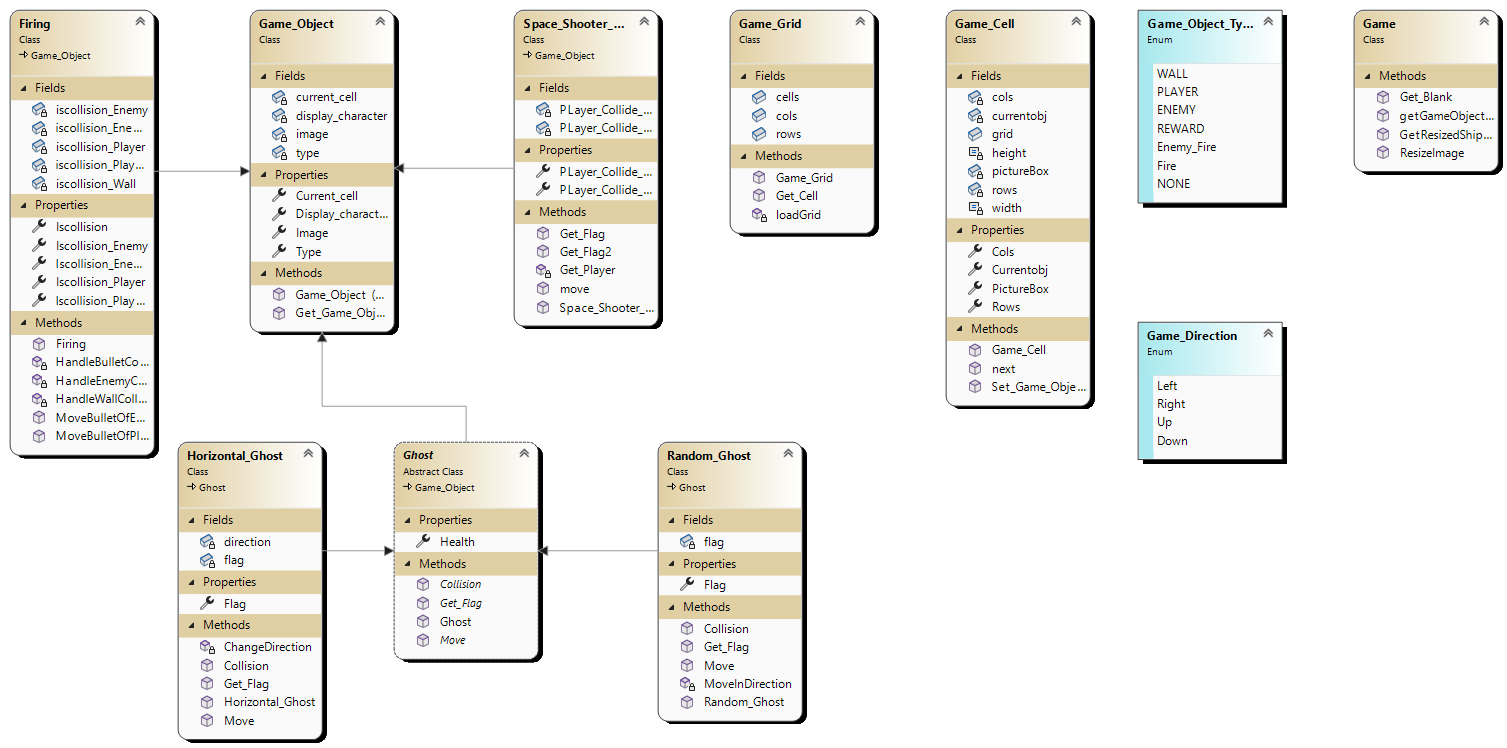 Firing
Class
Game_Object
Fields
iscollision_Enemy
iscollision_Ene...
iscollision_Player
iscollision_Play...
iscollision_Wall
Properties
Iscollision
Iscollision_Enemy
Iscollision_Ene...
Iscollision_Player
Iscollision_Play...
Methods
Firing
HandleBulletCo...
HandleEnemyC...
HandleWallColl...
MoveBulletOfE...
MoveBulletOfPl...
Game_Object
Class
Fields
current_cell
display_character
image
type
Properties
Current_cell
Display_charact...
Image
Type
Methods
Game_Object (...
Get_Game_Obj...
Space_Shooter_...
Class
Game_Object
Fields
PLayer_Collide_...
PLayer_Collide_...
Properties
PLayer_Collide_...
PLayer_Collide_...
Methods
Get_Flag
Get_Flag2
Get_Player
move
Space_Shooter_...
Game_Grid
Class
Fields
cells
cols
rows
Methods
Game_Grid
Get_Cell
loadGrid
Game_Cell
Class
Fields
cols
currentobj
grid
height
pictureBox
rows
width
Properties
Cols
Currentobj
PictureBox
Rows
Methods
Game_Cell
next
Set_Game_Obje...
Game_Object_Ty...
Enum
WALL
PLAYER
ENEMY
REWARD
Enemy_Fire
Fire
NONE
Game
Class
Methods
Get_Blank
getGameObject...
GetResizedShip...
ResizeImage
Game_Direction
Enum
Left
Right
Up
Down
Horizontal_Ghost
Class
Ghost
Fields
direction
flag
Properties
Flag
Methods
ChangeDirection
Collision
Get_Flag
Horizontal_Ghost
Move
Ghost
Abstract Class
Game_Object
Properties
Health
Methods
Collision
Get_Flag
Ghost
Move
Random_Ghost
Class
Ghost
Fields
flag
Properties
Flag
Methods
Collision
Get_Flag
Move
MoveInDirection
Random_Ghost